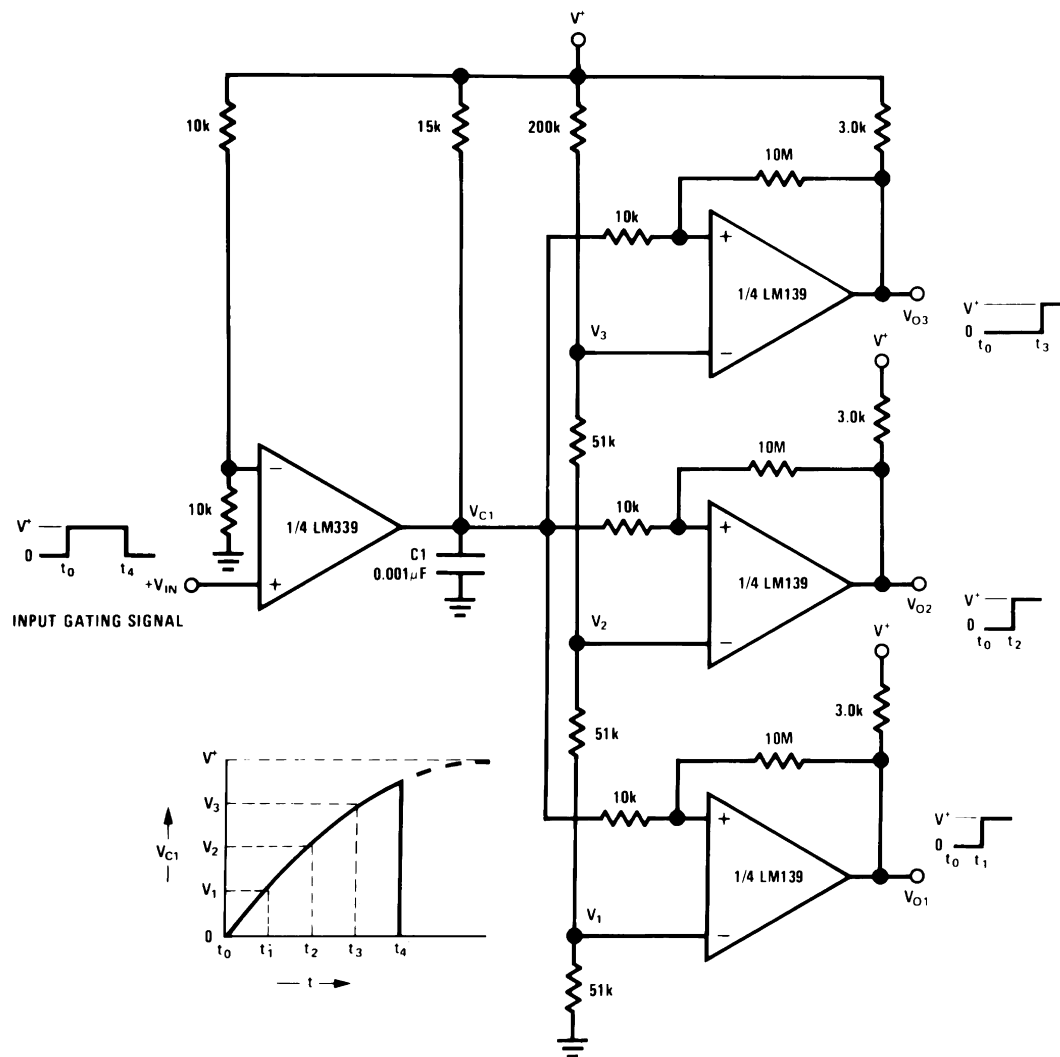 V⁺
10k
15k
200k
3.0k
10M
10k
+
1/4 LM139
−
V₃
V_O3
V⁺
0
t₀
t₃
V⁺
3.0k
51k
10M
10k
−
10k
1/4 LM339
+
V_C1
C1
0.001μF
V⁺
0
t₀
t₄
+V_IN
INPUT GATING SIGNAL
10k
+
1/4 LM139
−
V₂
V_O2
V⁺
0
t₀
t₂
V⁺
3.0k
51k
10M
10k
+
1/4 LM139
−
V₁
V_O1
V⁺
0
t₀
t₁
51k
V⁺
V₃
V_C1
V₂
V₁
0
t₀
t₁
t₂
t₃
t₄
t